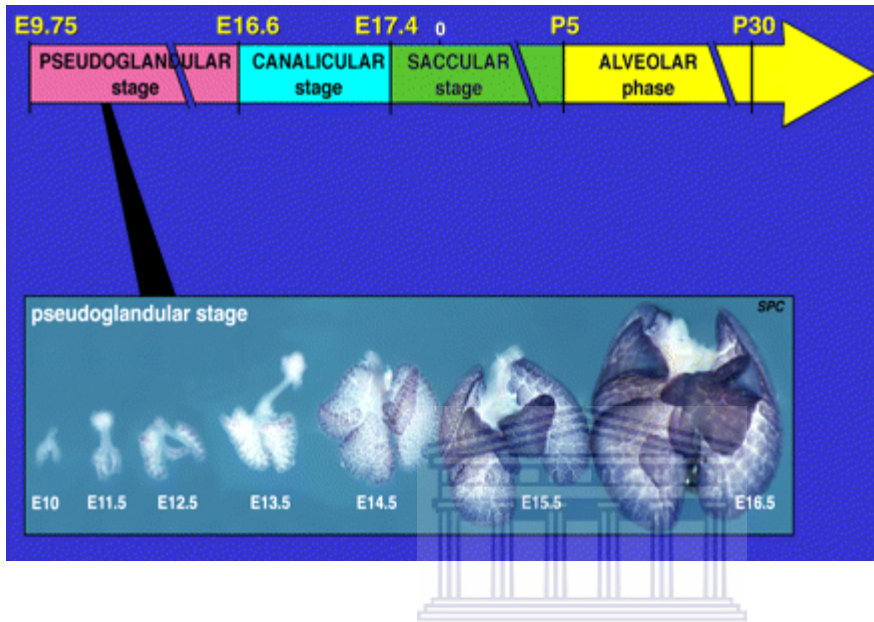 E9.75 E16.6 E17.4 0 P5 P30
PSEUDOGLANDULAR CANALICULAR SACCULAR ALVEOLAR
stage stage stage phase
pseudoglandular stage SPC
E10 E11.5 E12.5 E13.5 E14.5 E15.5 E16.5